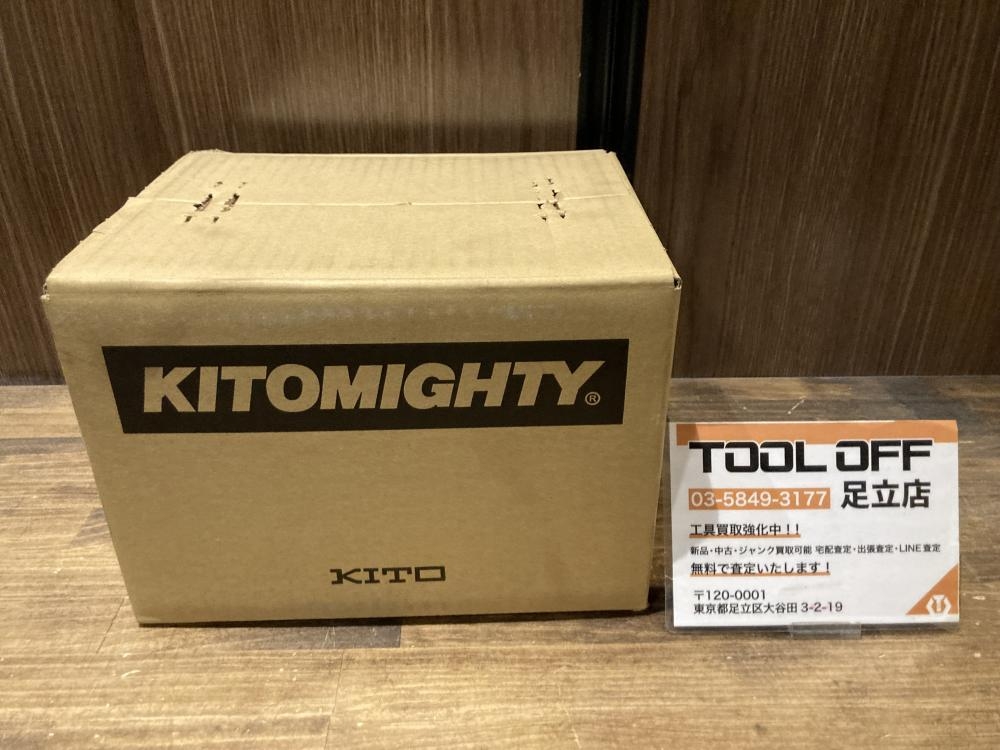 KITOMIGHTY®
KITO
TOOL OFF
03-5849-3177 足立店
工具買取強化中！！
新品・中古・ジャンク買取可能 宅配査定・出張査定・LINE査定
無料で査定いたします！
〒120-0001
東京都足立区大谷田3-2-19